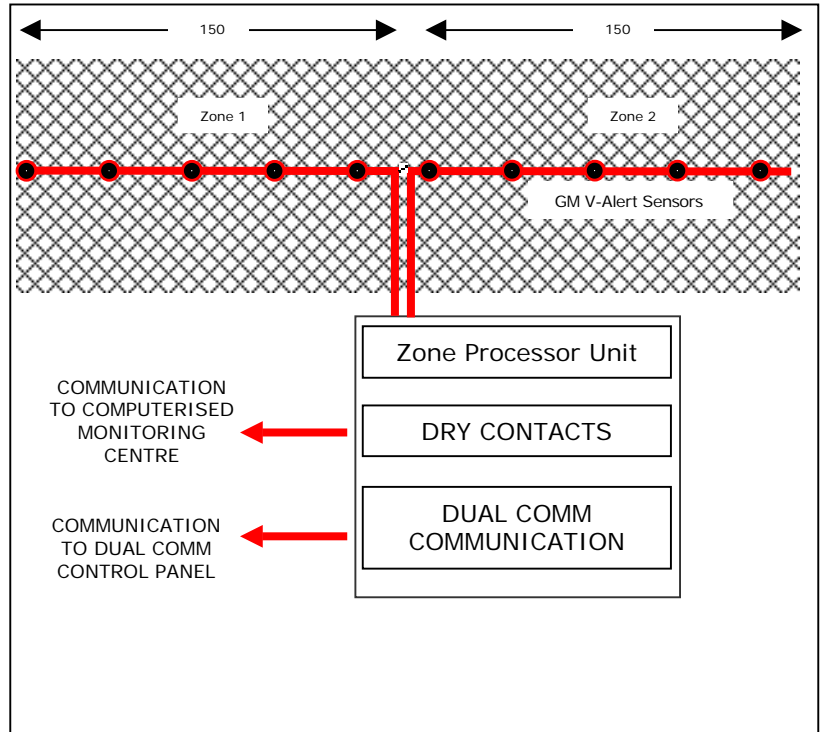 150
150
Zone 1
Zone 2
GM V-Alert Sensors
Zone Processor Unit
COMMUNICATION
TO COMPUTERISED
MONITORING
CENTRE
DRY CONTACTS
COMMUNICATION
TO DUAL COMM
CONTROL PANEL
DUAL COMM
COMMUNICATION